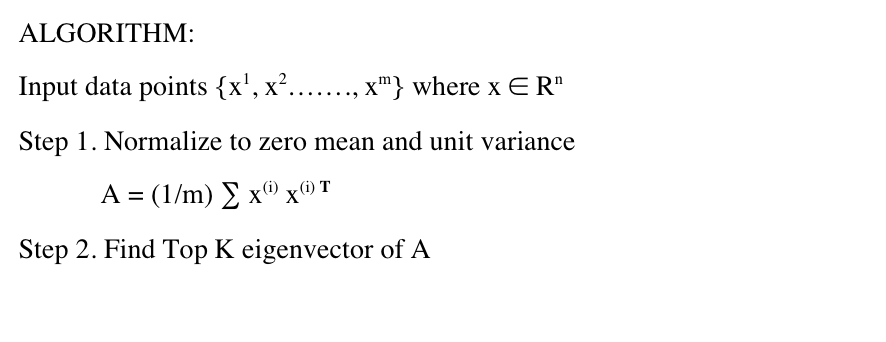 ALGORITHM:
Input data points {x¹, x²……., xᵐ} where x ∈ Rⁿ
Step 1. Normalize to zero mean and unit variance
A = (1/m) ∑ x⁽ⁱ⁾ x⁽ⁱ⁾ ᵀ
Step 2. Find Top K eigenvector of A